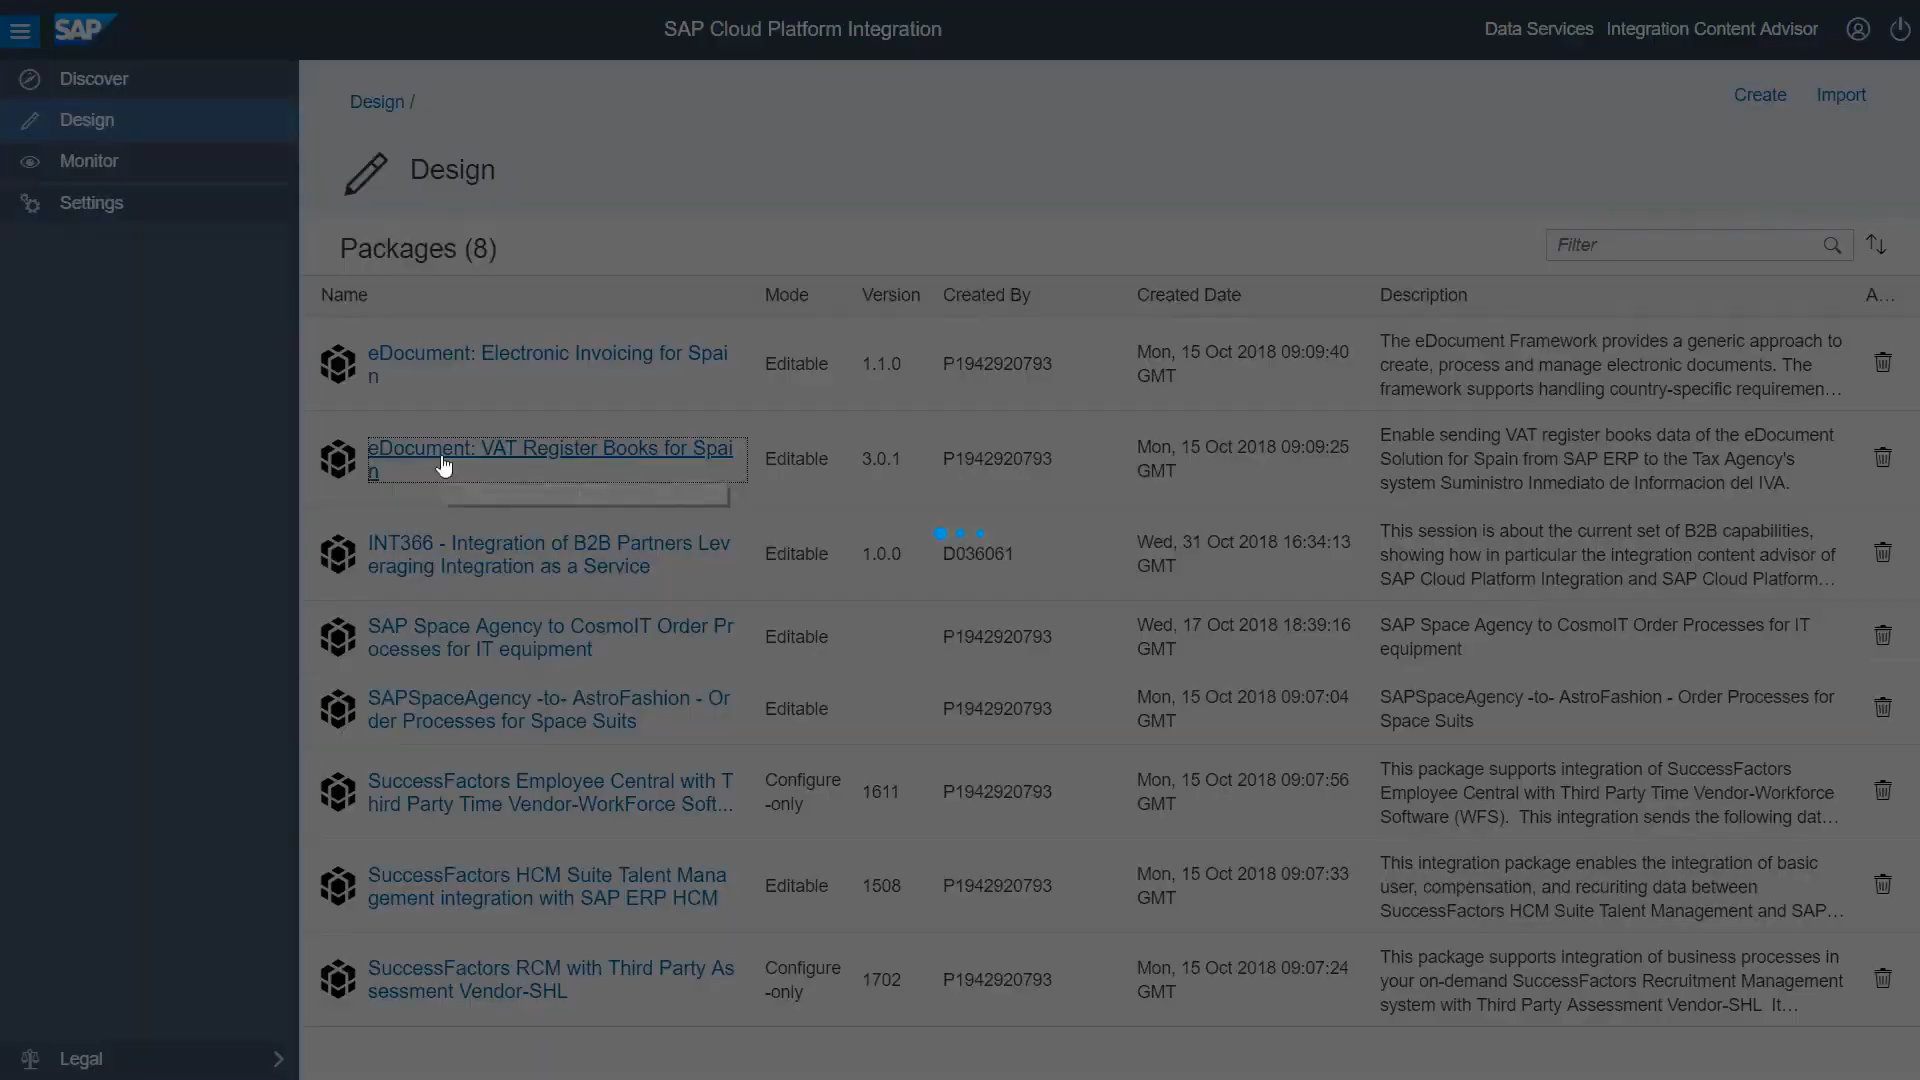 SAP
SAP Cloud Platform Integration
Data Services
Integration Content Advisor
Discover
Design
Monitor
Settings
Legal
Design /
Create
Import
Design
Packages (8)
Filter
Name
Mode
Version
Created By
Created Date
Description
A...
eDocument: Electronic Invoicing for Spai
n
Editable
1.1.0
P1942920793
Mon, 15 Oct 2018 09:09:40
GMT
The eDocument Framework provides a generic approach to
create, process and manage electronic documents. The
framework supports handling country-specific requiremen...
eDocument: VAT Register Books for Spai
n
Editable
3.0.1
P1942920793
Mon, 15 Oct 2018 09:09:25
GMT
Enable sending VAT register books data of the eDocument
Solution for Spain from SAP ERP to the Tax Agency's
system Suministro Inmediato de Informacion del IVA.
INT366 - Integration of B2B Partners Lev
eraging Integration as a Service
Editable
1.0.0
D036061
Wed, 31 Oct 2018 16:34:13
GMT
This session is about the current set of B2B capabilities,
showing how in particular the integration content advisor of
SAP Cloud Platform Integration and SAP Cloud Platform...
SAP Space Agency to CosmoIT Order Pr
ocesses for IT equipment
Editable
P1942920793
Wed, 17 Oct 2018 18:39:16
GMT
SAP Space Agency to CosmoIT Order Processes for IT
equipment
SAPSpaceAgency -to- AstroFashion - Or
der Processes for Space Suits
Editable
P1942920793
Mon, 15 Oct 2018 09:07:04
GMT
SAPSpaceAgency -to- AstroFashion - Order Processes for
Space Suits
SuccessFactors Employee Central with T
hird Party Time Vendor-WorkForce Soft...
Configure
-only
1611
P1942920793
Mon, 15 Oct 2018 09:07:56
GMT
This package supports integration of SuccessFactors
Employee Central with Third Party Time Vendor-Workforce
Software (WFS).  This integration sends the following dat...
SuccessFactors HCM Suite Talent Mana
gement integration with SAP ERP HCM
Editable
1508
P1942920793
Mon, 15 Oct 2018 09:07:33
GMT
This integration package enables the integration of basic
user, compensation, and recuriting data between
SuccessFactors HCM Suite Talent Management and SAP...
SuccessFactors RCM with Third Party As
sessment Vendor-SHL
Configure
-only
1702
P1942920793
Mon, 15 Oct 2018 09:07:24
GMT
This package supports integration of business processes in
your on-demand SuccessFactors Recruitment Management
system with Third Party Assessment Vendor-SHL  It...